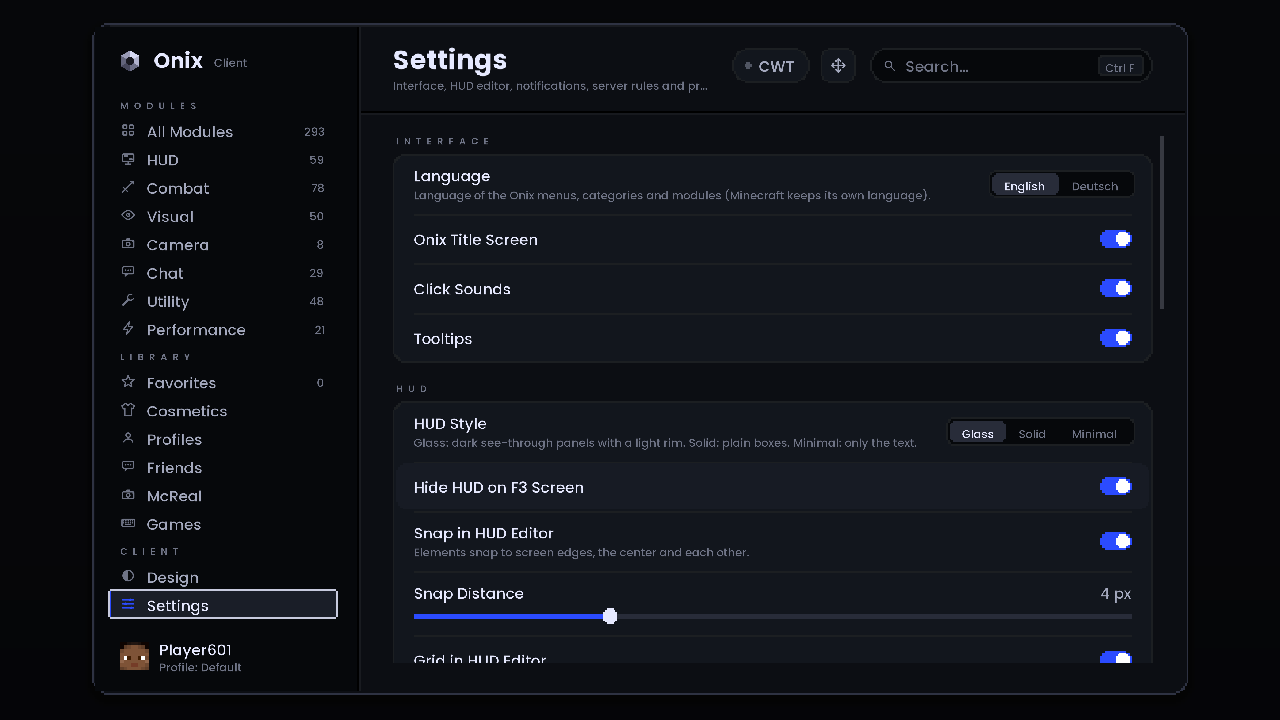 Onix Client
MODULES
All Modules 293
HUD 59
Combat 78
Visual 50
Camera 8
Chat 29
Utility 48
Performance 21
LIBRARY
Favorites 0
Cosmetics
Profiles
Friends
McReal
Games
CLIENT
Design
Settings
Player601
Profile: Default
Settings
Interface, HUD editor, notifications, server rules and pr...
CWT
Search...
Ctrl F
INTERFACE
Language
Language of the Onix menus, categories and modules (Minecraft keeps its own language).
English Deutsch
Onix Title Screen
Click Sounds
Tooltips
HUD
HUD Style
Glass: dark see-through panels with a light rim. Solid: plain boxes. Minimal: only the text.
Glass Solid Minimal
Hide HUD on F3 Screen
Snap in HUD Editor
Elements snap to screen edges, the center and each other.
Snap Distance 4 px
Grid in HUD Editor